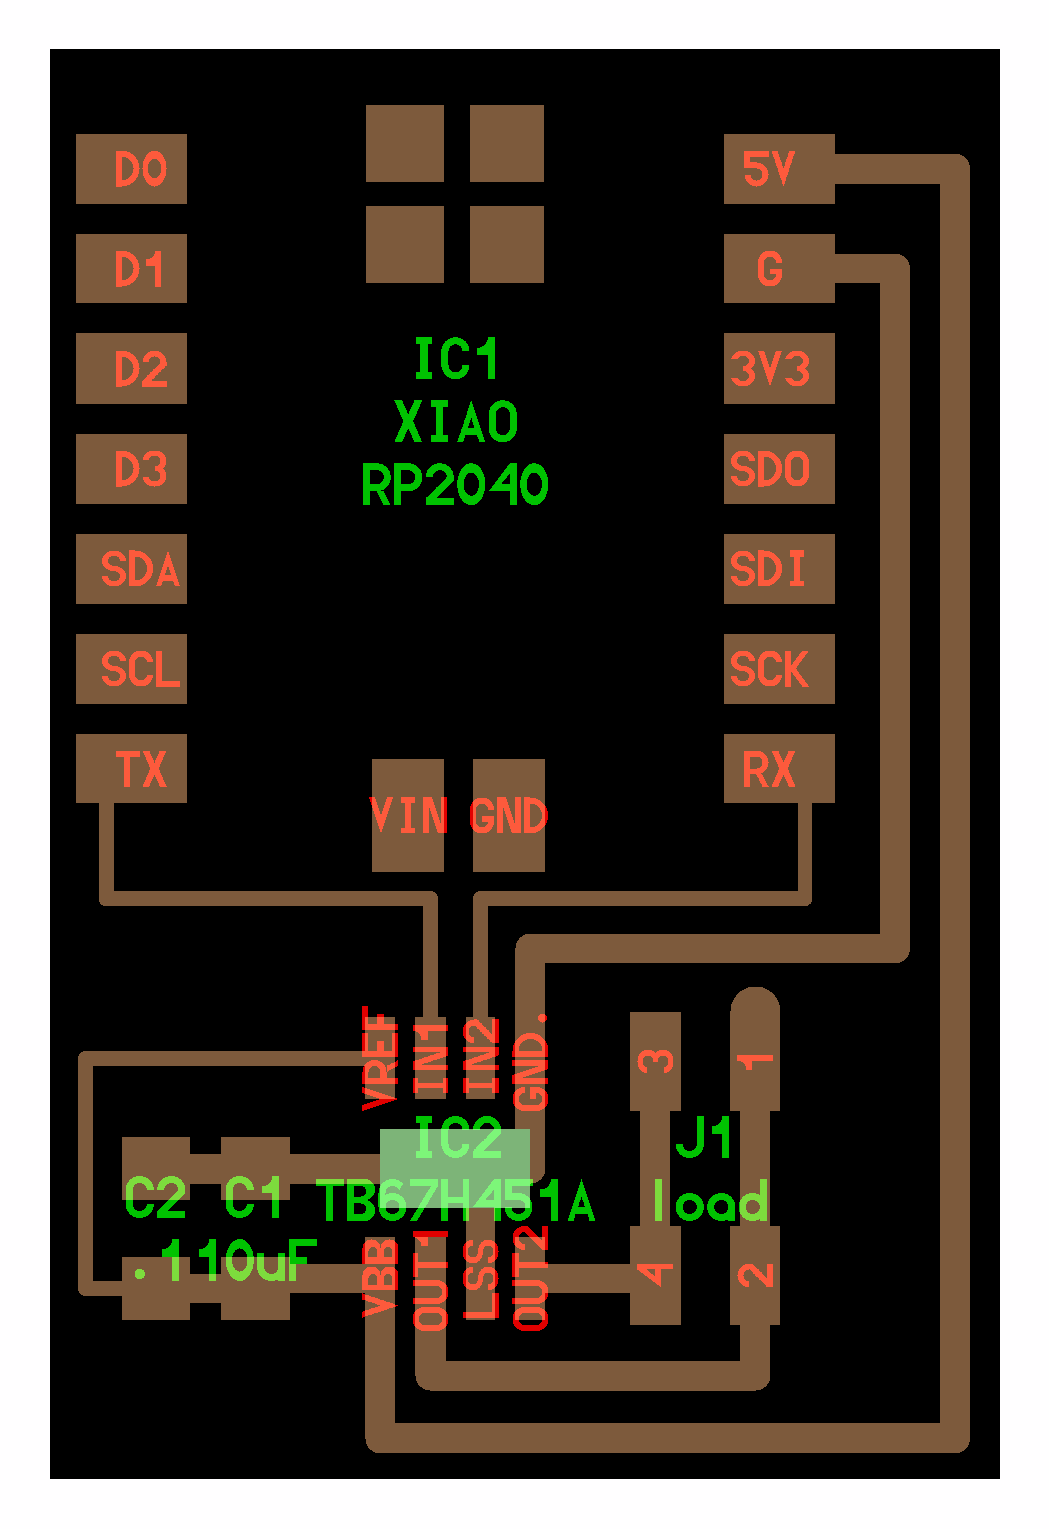 D0
5V
D1
G
IC1
D2
3V3
XIAO
D3
RP2040
SDO
SDA
SDI
SCL
SCK
TX
RX
VIN
GND
VREF
IN1
IN2
GND.
3
1
IC2
J1
C2
C1
TB67H451A
load
.1
10uF
VBB
OUT1
LSS
OUT2
4
2